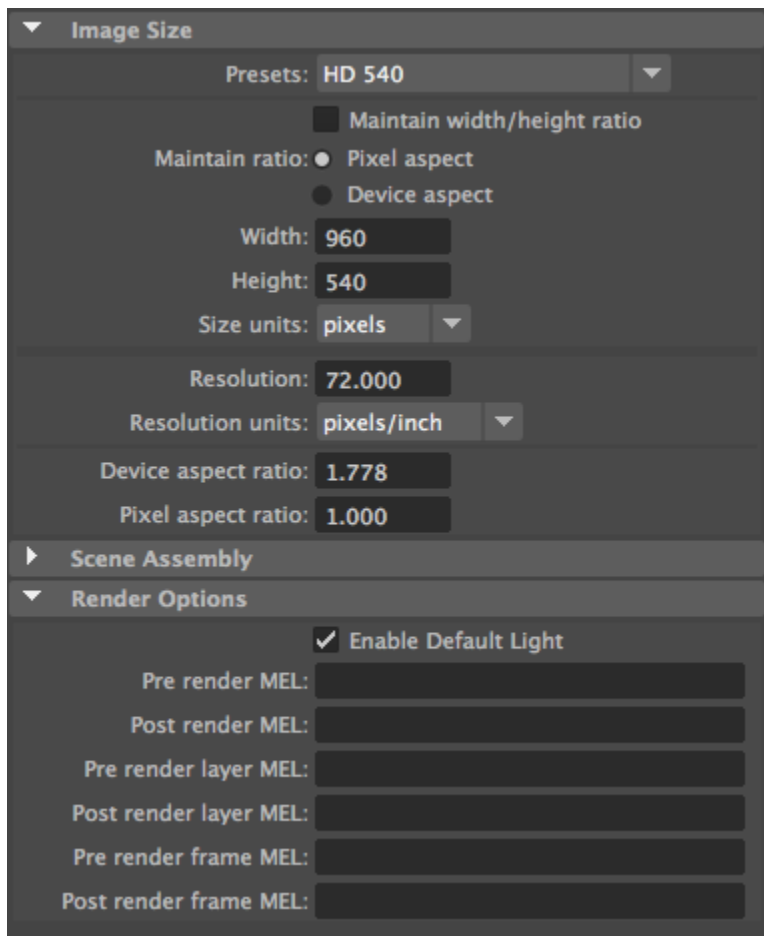 Image Size
Presets: HD 540
Maintain width/height ratio
Maintain ratio: Pixel aspect
Device aspect
Width: 960
Height: 540
Size units: pixels
Resolution: 72.000
Resolution units: pixels/inch
Device aspect ratio: 1.778
Pixel aspect ratio: 1.000
Scene Assembly
Render Options
Enable Default Light
Pre render MEL:
Post render MEL:
Pre render layer MEL:
Post render layer MEL:
Pre render frame MEL:
Post render frame MEL: